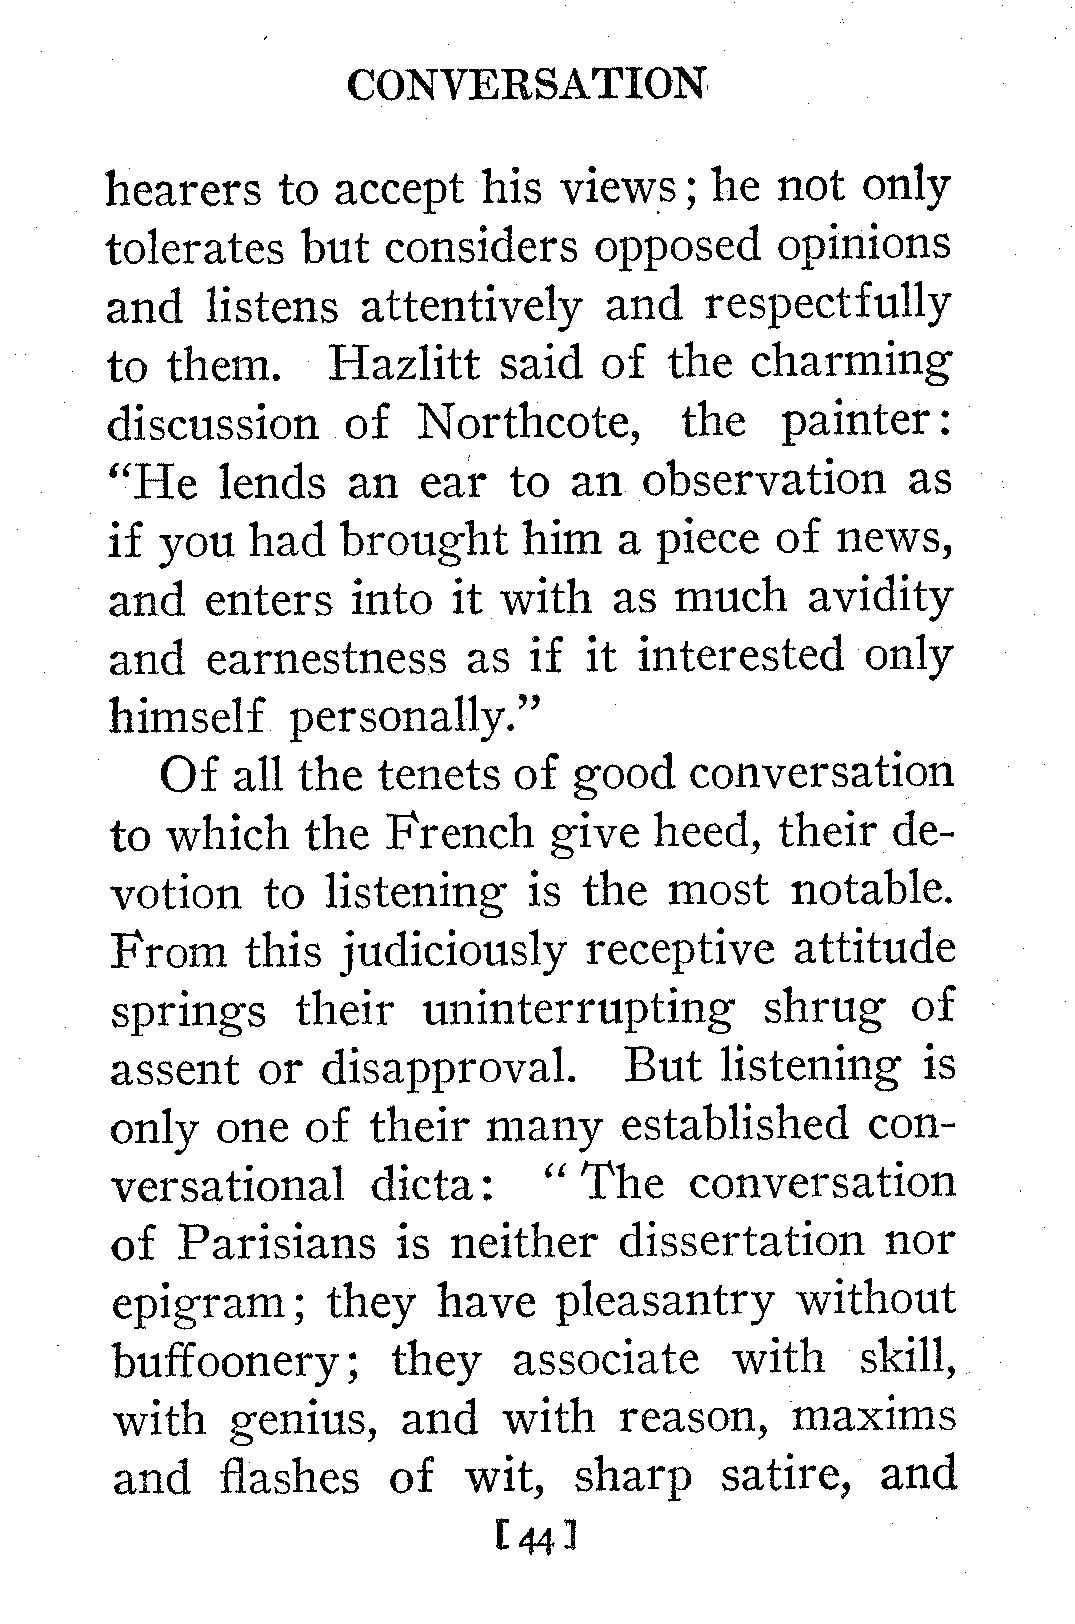 CONVERSATION
hearers to accept his views; he not only
tolerates but considers opposed opinions
and listens attentively and respectfully
to them. Hazlitt said of the charming
discussion of Northcote, the painter:
“He lends an ear to an observation as
if you had brought him a piece of news,
and enters into it with as much avidity
and earnestness as if it interested only
himself personally.”
Of all the tenets of good conversation
to which the French give heed, their de-
votion to listening is the most notable.
From this judiciously receptive attitude
springs their uninterrupting shrug of
assent or disapproval. But listening is
only one of their many established con-
versational dicta: “The conversation
of Parisians is neither dissertation nor
epigram; they have pleasantry without
buffoonery; they associate with skill,
with genius, and with reason, maxims
and flashes of wit, sharp satire, and
[44]